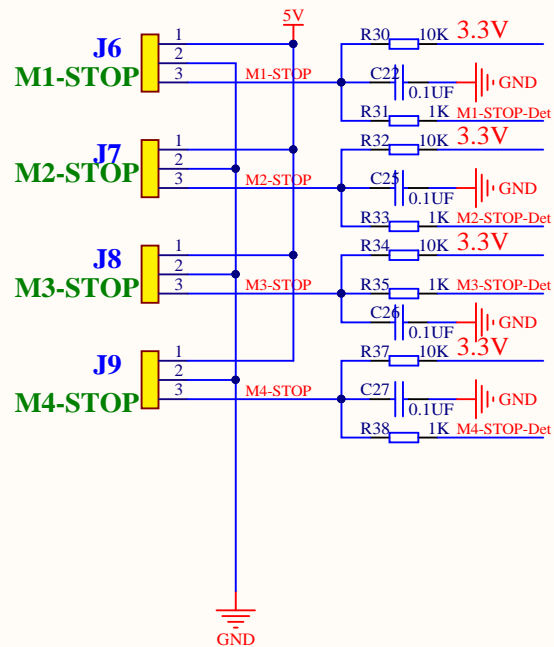 5V
J6
M1-STOP
1
2
3
M1-STOP
R30 10K 3.3V
C22 0.1UF GND
R31 1K M1-STOP-Det
J7
M2-STOP
1
2
3
M2-STOP
R32 10K 3.3V
C25 0.1UF GND
R33 1K M2-STOP-Det
J8
M3-STOP
1
2
3
M3-STOP
R34 10K 3.3V
R35 1K M3-STOP-Det
C26 0.1UF GND
J9
M4-STOP
1
2
3
M4-STOP
R37 10K 3.3V
C27 0.1UF GND
R38 1K M4-STOP-Det
GND